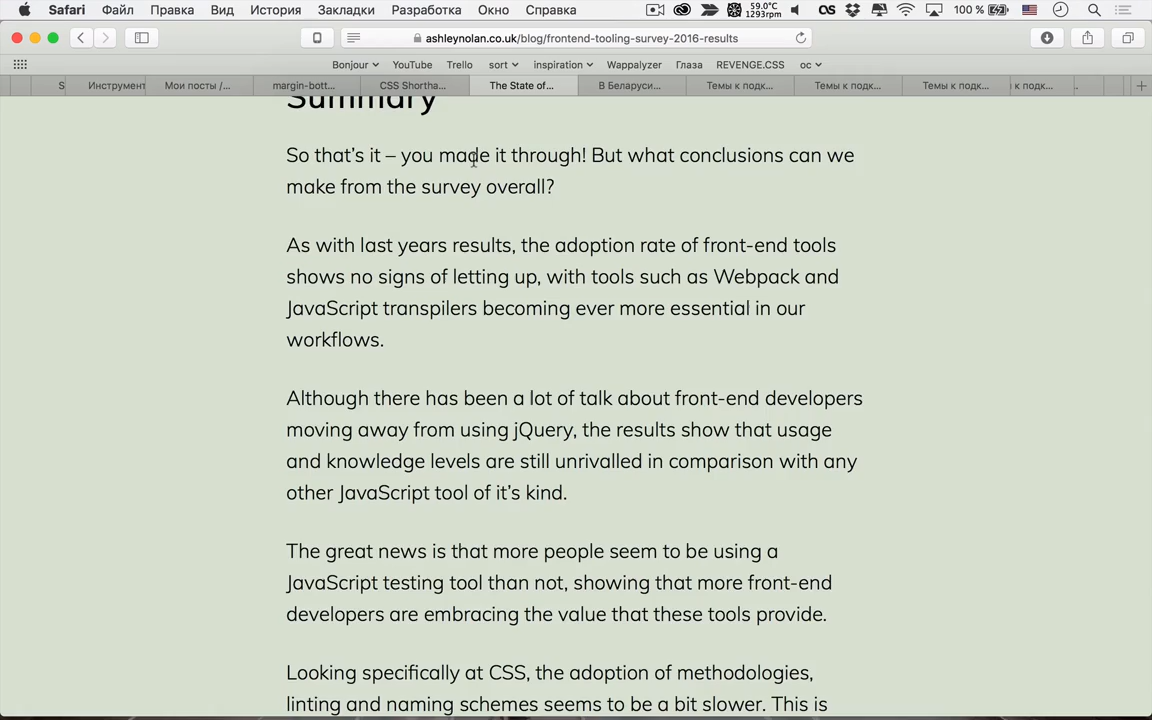 Safari Файл Правка Вид История Закладки Разработка Окно Справка 59.0°C 1293rpm 100 %
ashleynolan.co.uk/blog/frontend-tooling-survey-2016-results
Bonjour YouTube Trello sort inspiration Wappalyzer Глаза REVENGE.CSS ос
S Инструмент Мои посты /... margin-bott... CSS Shortha... The State of... В Беларуси... Темы к подк... Темы к подк... Темы к подк... к подк...
Summary
So that's it – you made it through! But what conclusions can we
make from the survey overall?
As with last years results, the adoption rate of front-end tools
shows no signs of letting up, with tools such as Webpack and
JavaScript transpilers becoming ever more essential in our
workflows.
Although there has been a lot of talk about front-end developers
moving away from using jQuery, the results show that usage
and knowledge levels are still unrivalled in comparison with any
other JavaScript tool of it's kind.
The great news is that more people seem to be using a
JavaScript testing tool than not, showing that more front-end
developers are embracing the value that these tools provide.
Looking specifically at CSS, the adoption of methodologies,
linting and naming schemes seems to be a bit slower. This is